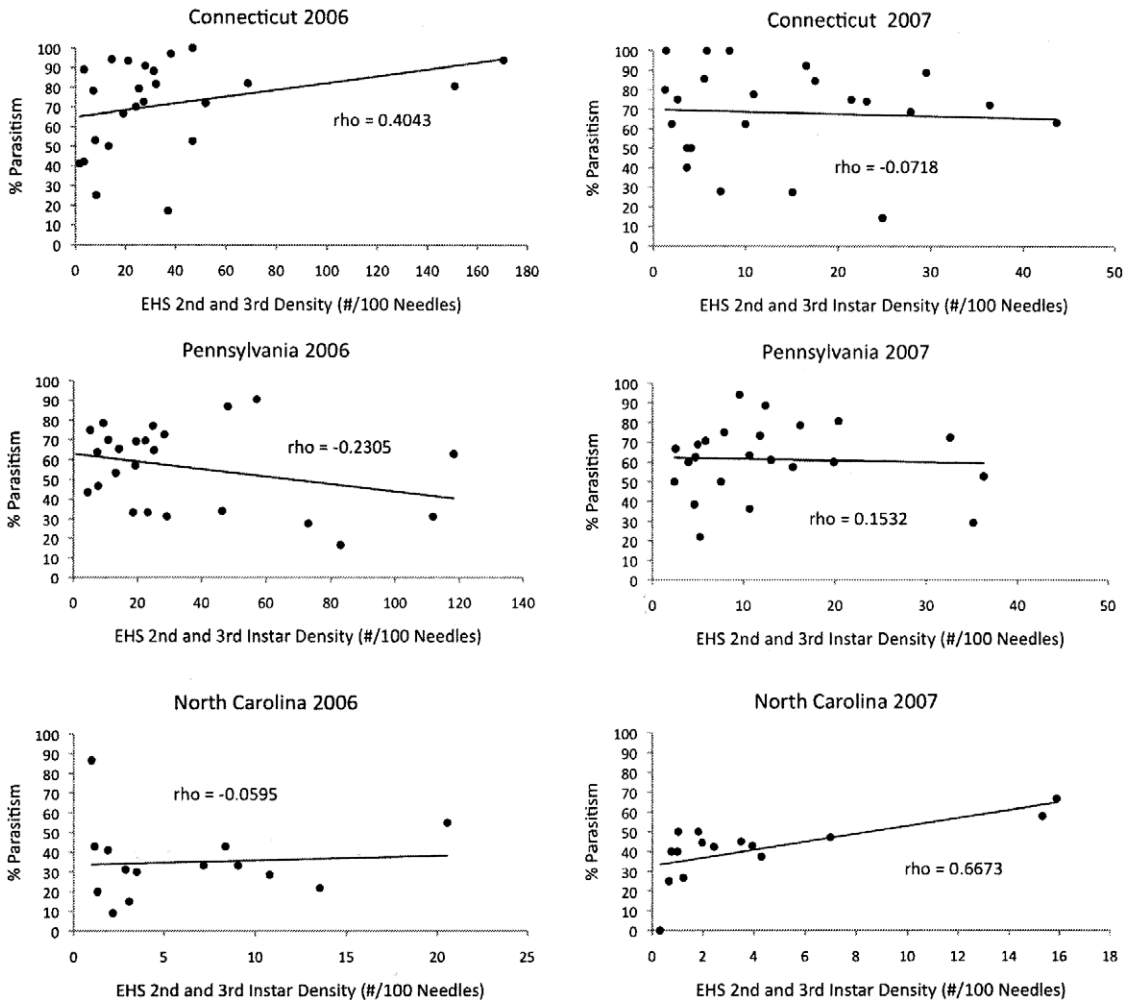 Connecticut 2006
100
90
80
70
60
50
40
30
20
10
0
% Parasitism
rho = 0.4043
0 20 40 60 80 100 120 140 160 180
EHS 2nd and 3rd Density (#/100 Needles)
Connecticut 2007
100
90
80
70
60
50
40
30
20
10
0
% Parasitism
rho = -0.0718
0 10 20 30 40 50
EHS 2nd and 3rd Instar Density (#/100 Needles)
Pennsylvania 2006
100
90
80
70
60
50
40
30
20
10
0
% Parasitism
rho = -0.2305
0 20 40 60 80 100 120 140
EHS 2nd and 3rd Instar Density (#/100 Needles)
Pennsylvania 2007
100
90
80
70
60
50
40
30
20
10
0
% Parasitism
rho = 0.1532
0 10 20 30 40 50
EHS 2nd and 3rd Instar Density (#/100 Needles)
North Carolina 2006
100
90
80
70
60
50
40
30
20
10
0
% Parasitism
rho = -0.0595
0 5 10 15 20 25
EHS 2nd and 3rd Instar Density (#/100 Needles)
North Carolina 2007
100
90
80
70
60
50
40
30
20
10
0
% Parasitism
rho = 0.6673
0 2 4 6 8 10 12 14 16 18
EHS 2nd and 3rd Instar Density (#/100 Needles)